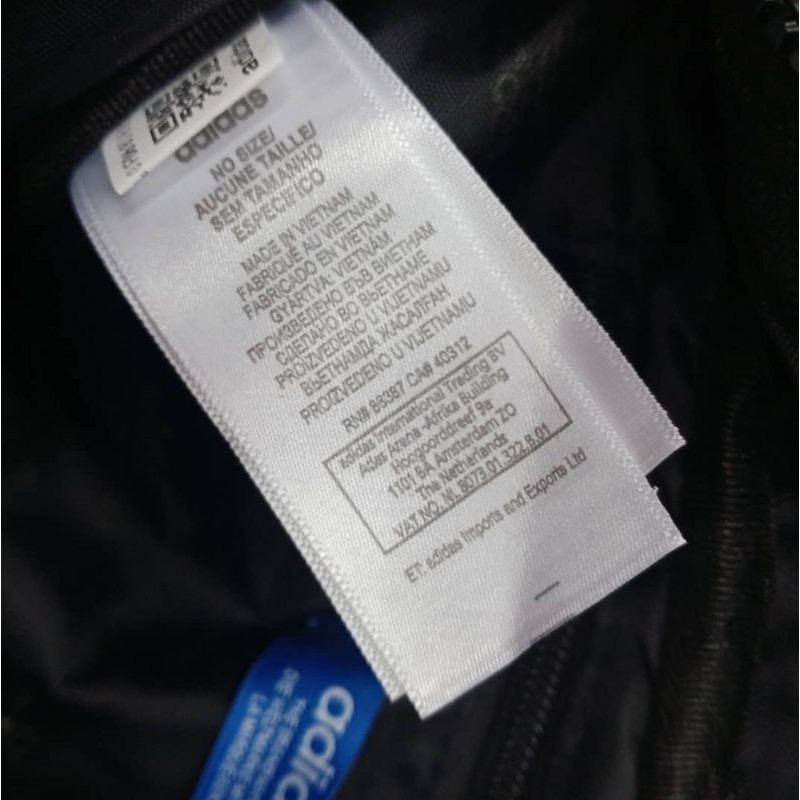 adidas
NO SIZE/
AUCUNE TAILLE/
SEM TAMANHO
ESPECÍFICO
MADE IN VIETNAM
FABRIQUÉ AU VIETNAM
FABRICADO EN VIETNAM
GYÁRTVA: VIETNÁM
ПРОИЗВЕДЕНО ВЪВ ВИЕТНАМ
СДЕЛАНО ВО ВЬЕТНАМЕ
PROIZVEDENO U VIJETNAMU
ВЬЕТНАМДА ЖАСАЛҒАН
PROIZVEDENO U VIJETNAMU
RN# 88387 CA# 40312
adidas International Trading BV
Atlas Arena -Afrika Building
Hoogoorddreef 9a
1101 BA Amsterdam ZO
The Netherlands
VAT NO. NL 8073.01.322.B.01
ET: adidas Imports and Exports Ltd